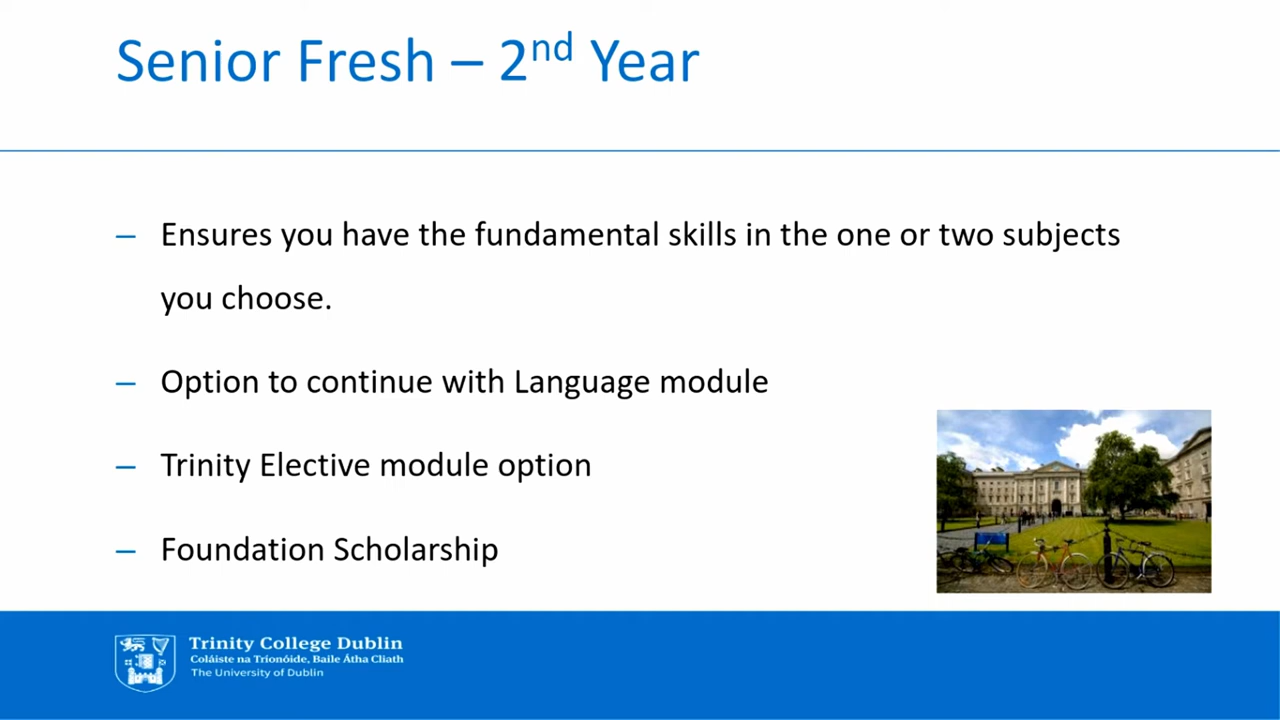 Senior Fresh – 2nd Year
– Ensures you have the fundamental skills in the one or two subjects
you choose.
– Option to continue with Language module
– Trinity Elective module option
– Foundation Scholarship
Trinity College Dublin
Coláiste na Tríonóide, Baile Átha Cliath
The University of Dublin